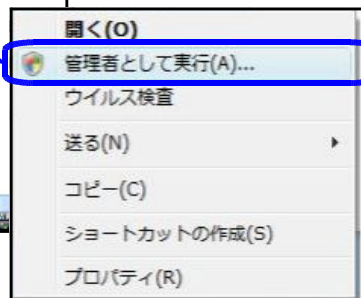 開く(O)
管理者として実行(A)...
ウイルス検査
送る(N)
コピー(C)
ショートカットの作成(S)
プロパティ(R)